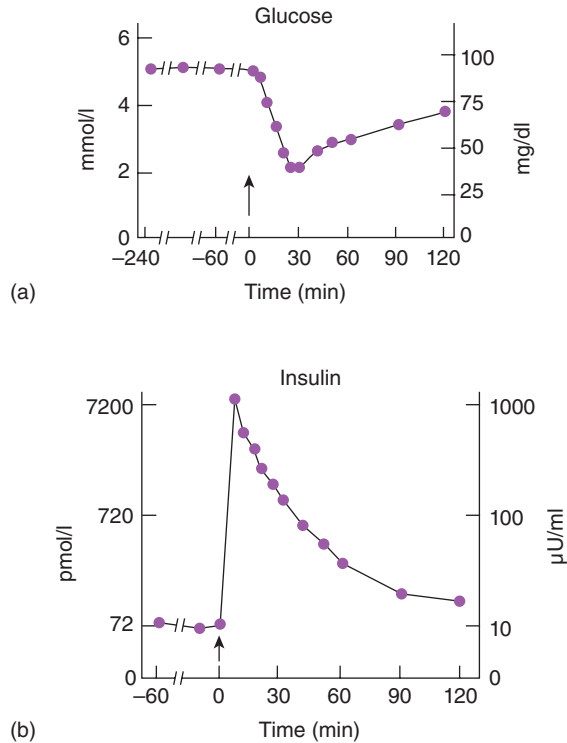 Glucose
6
4
2
0
mmol/l
100
75
50
25
0
mg/dl
–240 –60 0 30 60 90 120
Time (min)
(a)
Insulin
7200
720
72
0
pmol/l
1000
100
10
0
µU/ml
–60 0 30 60 90 120
Time (min)
(b)